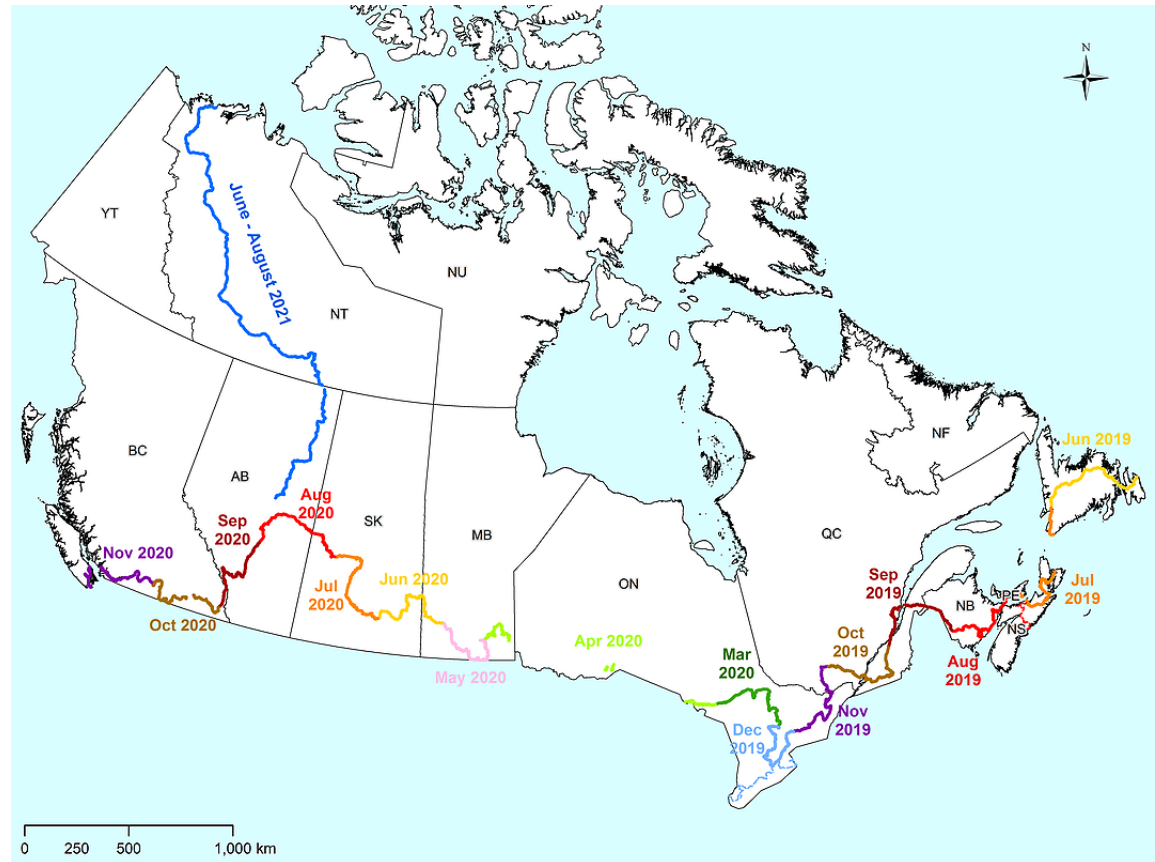 N
YT
June - August 2021
NU
NT
BC
AB
Aug
2020
SK
MB
Sep
2020
Nov 2020
Jul
2020
Jun 2020
Oct 2020
May 2020
ON
Apr 2020
Mar
2020
QC
NF
Jun 2019
Sep
2019
NB
PE
NS
Jul
2019
Aug
2019
Oct
2019
Nov
2019
Dec
2019
0 250 500 1,000 km